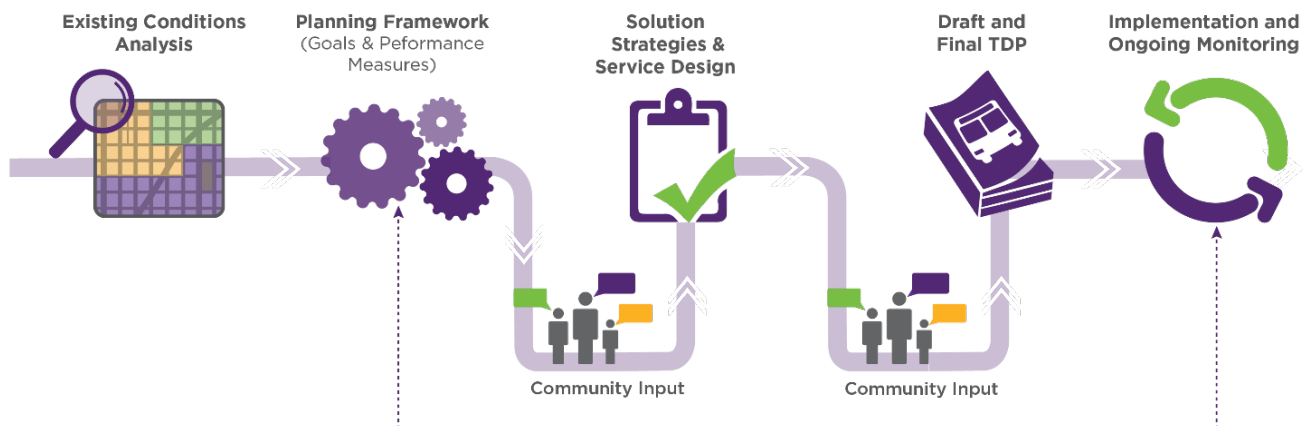 Existing Conditions
Analysis
Planning Framework
(Goals & Peformance
Measures)
Solution
Strategies &
Service Design
Draft and
Final TDP
Implementation and
Ongoing Monitoring
Community Input
Community Input